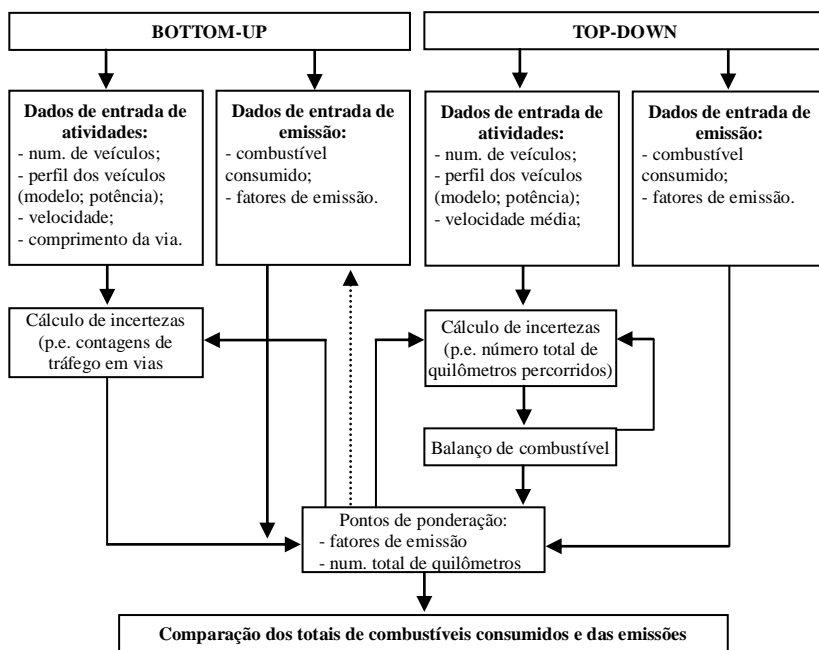 BOTTOM-UP
TOP-DOWN
Dados de entrada de
atividades:
- num. de veículos;
- perfil dos veículos
(modelo; potência);
- velocidade;
- comprimento da via.
Dados de entrada de
emissão:
- combustível
consumido;
- fatores de emissão.
Dados de entrada de
atividades:
- num. de veículos;
- perfil dos veículos
(modelo; potência);
- velocidade média;
Dados de entrada de
emissão:
- combustível
consumido;
- fatores de emissão.
Cálculo de incertezas
(p.e. contagens de
tráfego em vias
Cálculo de incertezas
(p.e. número total de
quilômetros percorridos)
Balanço de combustível
Pontos de ponderação:
- fatores de emissão
- num. total de quilômetros
Comparação dos totais de combustíveis consumidos e das emissões